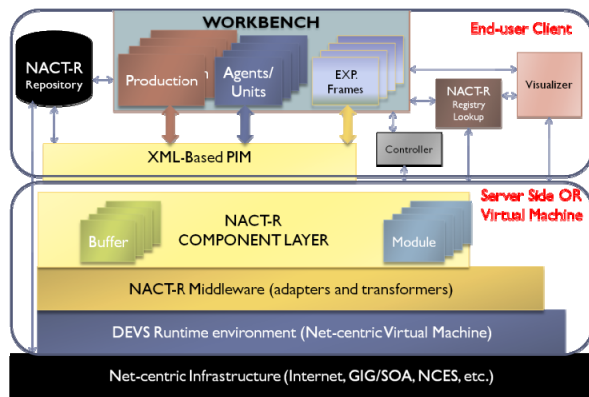 WORKBENCH
End-user Client
NACT-R
Repository
Production
Agents/
Units
EXP.
Frames
NACT-R
Registry
Lookup
Visualizer
Controller
XML-Based PIM
Server Side OR
Virtual Machine
NACT-R
COMPONENT LAYER
Buffer
Module
NACT-R Middleware (adapters and transformers)
DEVS Runtime environment (Net-centric Virtual Machine)
Net-centric Infrastructure (Internet, GIG/SOA, NCES, etc.)